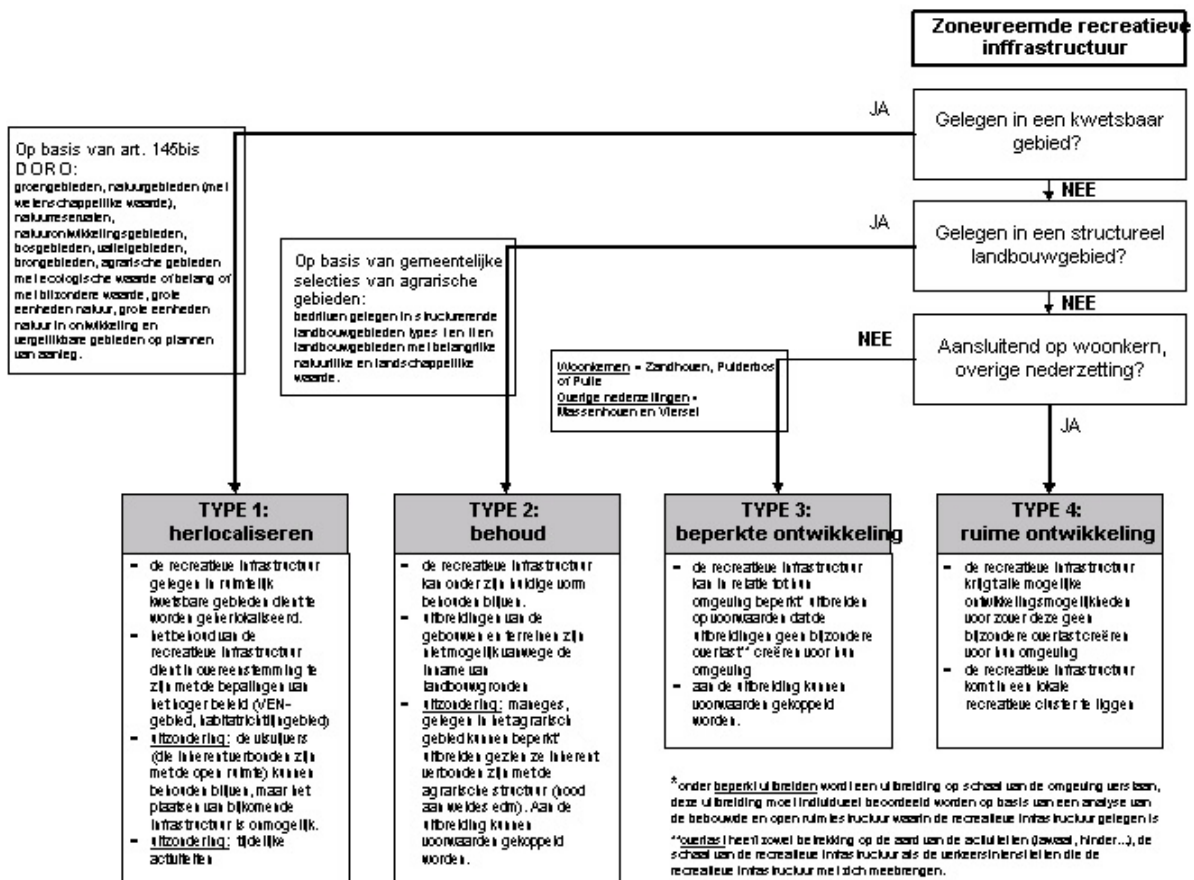 Zonevreemde recreatieve
inffrastructuur
JA
Gelegen in een kwetsbaar
gebied?
NEE
Op basis van art. 145bis
DORO:
groengebieden, natuurgebieden (met
wetenschappelijke waarde),
natuurreservaten,
natuurontwikkelingsgebieden,
bosgebieden, valleigebieden,
brongebieden, agrarische gebieden
met ecologische waarde of belang of
met bijzondere waarde, grote
eenheden natuur, grote eenheden
natuur in ontwikkeling en
vergelijkbare gebieden op plannen
van aanleg.
JA
Gelegen in een structureel
landbouwgebied?
NEE
Op basis van gemeentelijke
selecties van agrarische
gebieden:
bedrijven gelegen in structurerende
landbouwgebieden types I en II en
landbouwgebieden met belangrijke
natuurlijke en landschappelijke
waarde.
NEE
Aansluitend op woonkern,
overige nederzetting?
JA
Woonkernen = Zandhoven, Pulderbos
of Pulle
Overige nederzettingen =
Massenhoven en Viersel
TYPE 1:
herlocaliseren
- de recreatieve infrastructuur
gelegen in ruimtelijk
kwetsbare gebieden dient te
worden geherlokaliseerd.
- het behoud van de
recreatieve infrastructuur
dient in overeenstemming te
zijn met de bepalingen van
het hoger beleid (VEN-
gebied, habitatrichtlijngebied)
- uitzondering: de visvijvers
(die inherent verbonden zijn
met de open ruimte) kunnen
behouden blijven, maar het
plaatsen van bijkomende
infrastructuur is onmogelijk.
- uitzondering: tijdelijke
activiteiten
TYPE 2:
behoud
- de recreatieve infrastructuur
kan onder zijn huidige vorm
behouden blijven.
- uitbreidingen van de
gebouwen en terreinen zijn
niet mogelijk vanwege de
inname van
landbouwgronden
- uitzondering: maneges,
gelegen in het agrarisch
gebied kunnen beperkt*
uitbreiden gezien ze inherent
verbonden zijn met de
agrarische structuur (nood
aan weides edm). Aan de
uitbreiding kunnen
voorwaarden gekoppeld
worden.
TYPE 3:
beperkte ontwikkeling
- de recreatieve infrastructuur
kan in relatie tot hun
omgeving beperkt* uitbreiden
op voorwaarden dat de
uitbreidingen geen bijzondere
overlast** creëren voor hun
omgeving
- aan de uitbreiding kunnen
voorwaarden gekoppeld
worden.
TYPE 4:
ruime ontwikkeling
- de recreatieve infrastructuur
krijgt alle mogelijke
ontwikkelingsmogelijkheden
voor zover deze geen
bijzondere overlast creëren
voor hun omgeving
- de recreatieve infrastructuur
komt in een lokale
recreatieve cluster te liggen
*onder beperkt uitbreiden wordt een uitbreiding op schaal van de omgeving verstaan,
deze uitbreiding moet individueel beoordeeld worden op basis van een analyse van
de bebouwde en open ruimtestructuur waarin de recreatieve infrastructuur gelegen is
**overlast heeft zowel betrekking op de aard van de activiteiten (lawaai, hinder...), de
schaal van de recreatieve infrastructuur als de verkeersintensiteiten die de
recreatieve infrastructuur met zich meebrengen.